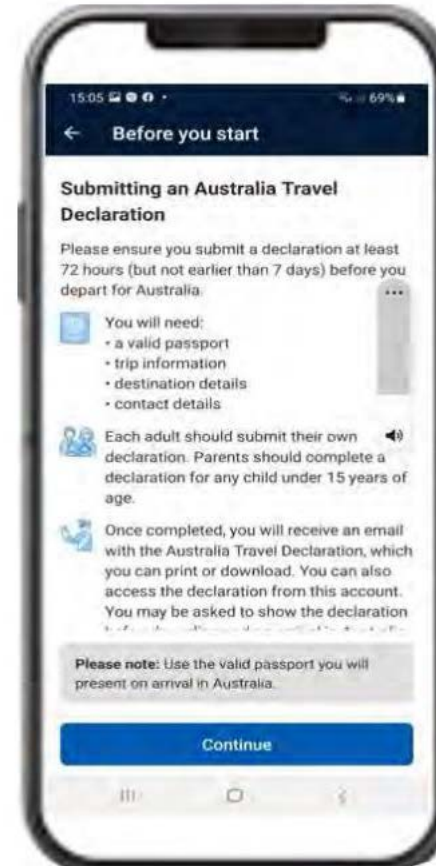 15:05
69%
Before you start
Submitting an Australia Travel
Declaration
Please ensure you submit a declaration at least
72 hours (but not earlier than 7 days) before you
depart for Australia.
You will need:
• a valid passport
• trip information
• destination details
• contact details
Each adult should submit their own
declaration. Parents should complete a
declaration for any child under 15 years of
age.
Once completed, you will receive an email
with the Australia Travel Declaration, which
you can print or download. You can also
access the declaration from this account.
You may be asked to show the declaration
Please note: Use the valid passport you will
present on arrival in Australia.
Continue